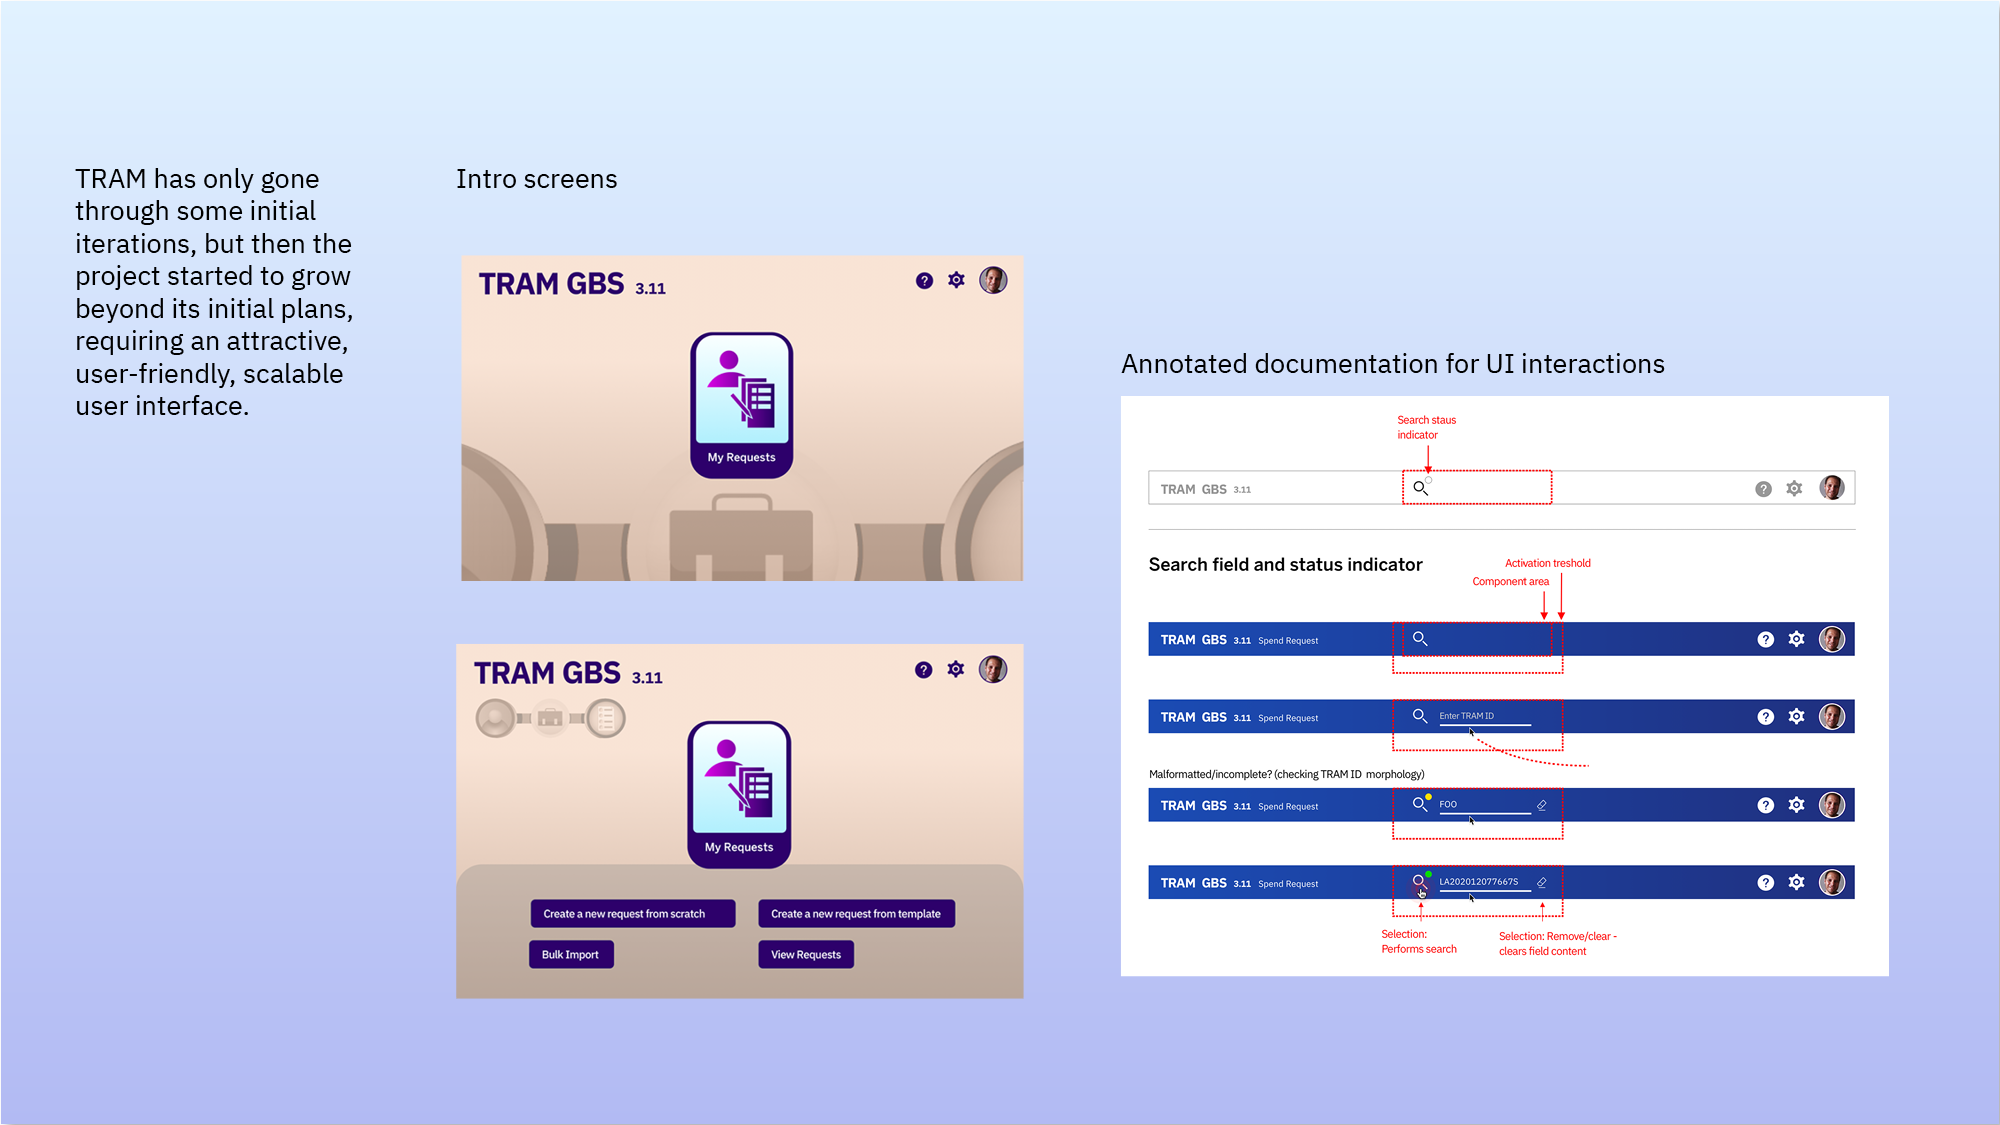 TRAM has only gone
through some initial
iterations, but then the
project started to grow
beyond its initial plans,
requiring an attractive,
user-friendly, scalable
user interface.
Intro screens
TRAM GBS 3.11
My Requests
TRAM GBS 3.11
My Requests
Create a new request from scratch
Create a new request from template
Bulk Import
View Requests
Annotated documentation for UI interactions
Search staus
indicator
TRAM GBS 3.11
Search field and status indicator
Activation treshold
Component area
TRAM GBS 3.11 Spend Request
TRAM GBS 3.11 Spend Request
Enter TRAM ID
Malformatted/incomplete? (checking TRAM ID morphology)
TRAM GBS 3.11 Spend Request
FOO
TRAM GBS 3.11 Spend Request
LA202012077667S
Selection:
Performs search
Selection: Remove/clear -
clears field content